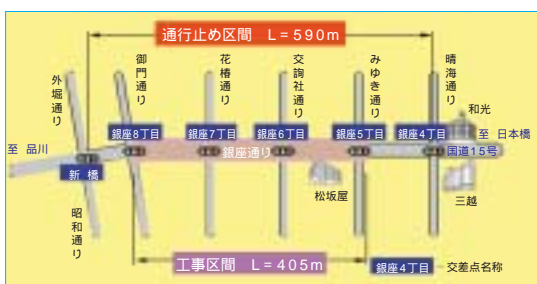 通行止め区間 L=590m
外堀通り
御門通り
花椿通り
交詢社通り
みゆき通り
晴海通り
和光
銀座8丁目
銀座7丁目
銀座6丁目
銀座5丁目
銀座4丁目
至 日本橋
至 品川
銀座通り
国道15号
新橋
松坂屋
三越
昭和通り
工事区間 L=405m
銀座4丁目 交差点名称